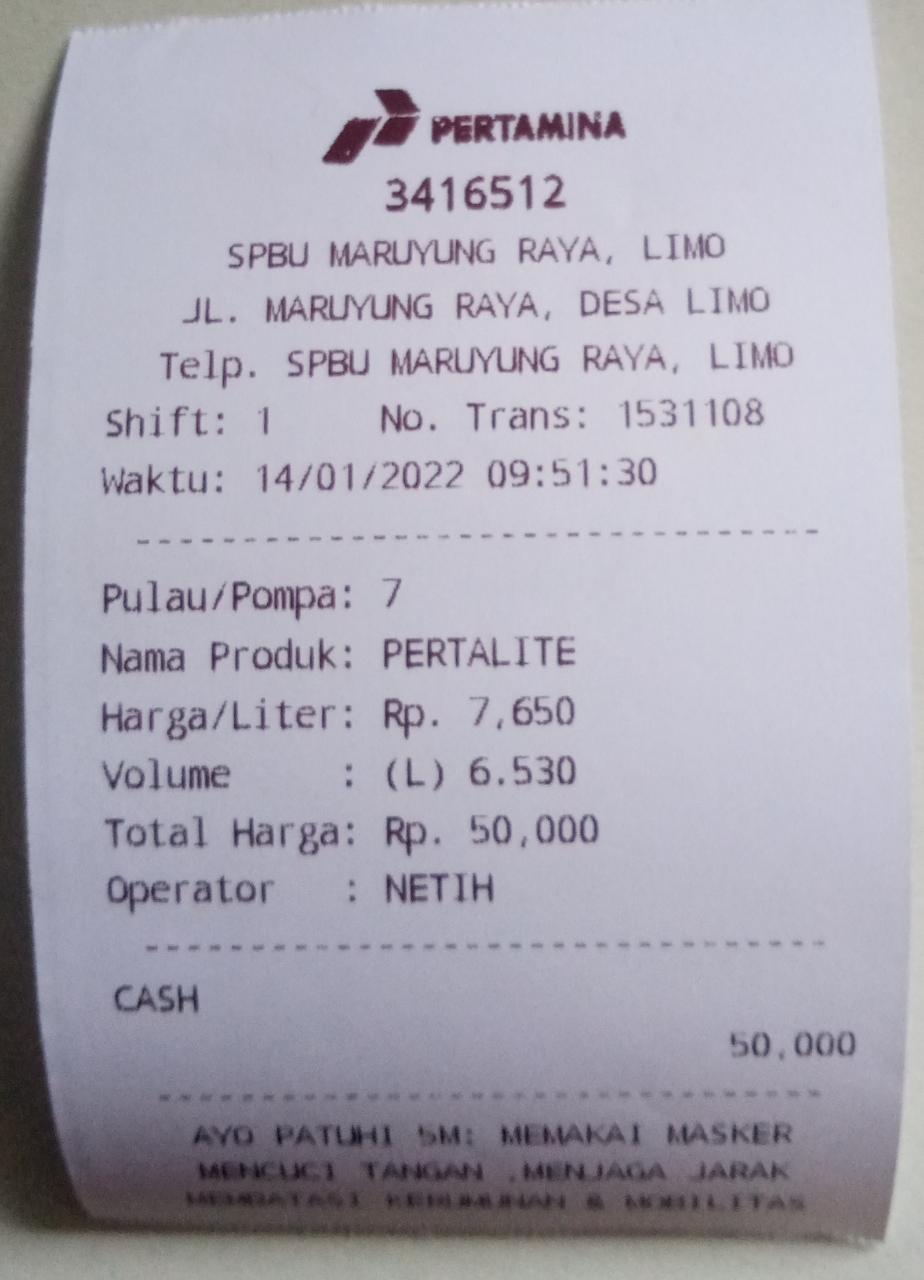 PERTAMINA
3416512
SPBU MARUYUNG RAYA, LIMO
JL. MARUYUNG RAYA, DESA LIMO
Telp. SPBU MARUYUNG RAYA, LIMO
Shift: 1 No. Trans: 1531108
Waktu: 14/01/2022 09:51:30
--------------------------------
Pulau/Pompa: 7
Nama Produk: PERTALITE
Harga/Liter: Rp. 7,650
Volume : (L) 6.530
Total Harga: Rp. 50,000
Operator : NETIH
--------------------------------
CASH
50,000
--------------------------------
AYO PATUHI 5M: MEMAKAI MASKER
MENCUCI TANGAN ,MENJAGA JARAK
MEMBATASI KERUMUNAN & MOBILITAS